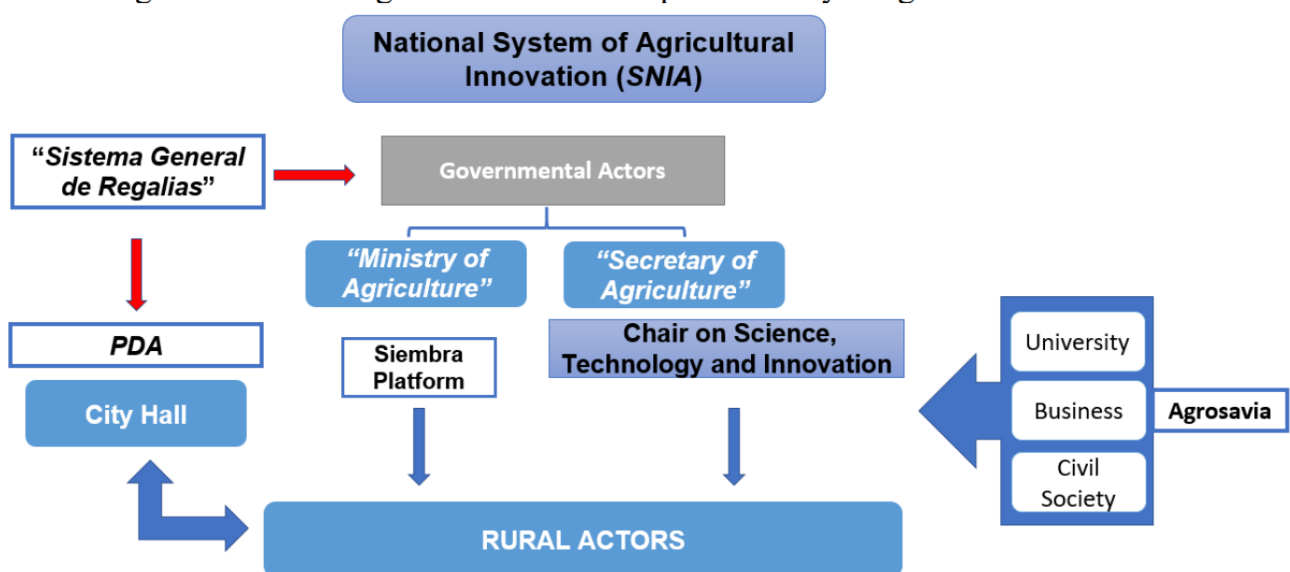 National System of Agricultural
Innovation (SNIA)
“Sistema General
de Regalias”
Governmental Actors
“Ministry of
Agriculture”
“Secretary of
Agriculture”
PDA
City Hall
Siembra
Platform
Chair on Science,
Technology and Innovation
University
Business
Civil
Society
Agrosavia
RURAL ACTORS